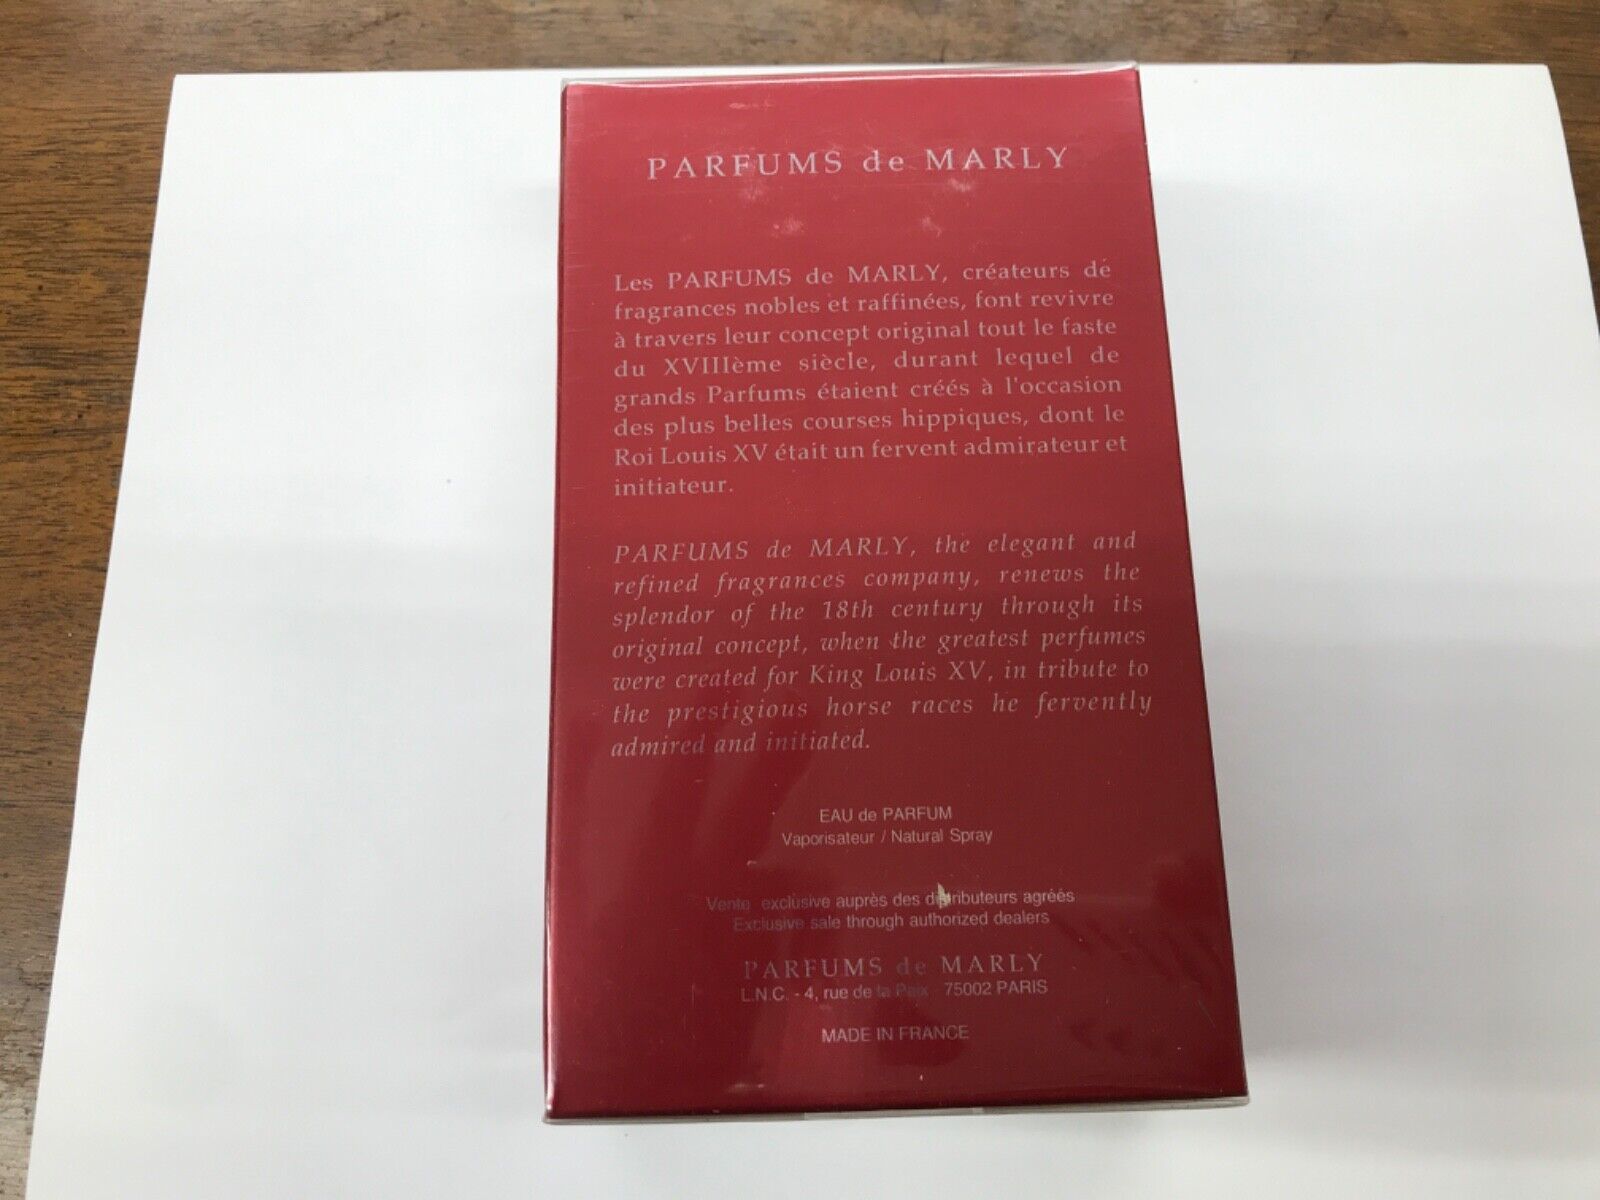 PARFUMS de MARLY
Les PARFUMS de MARLY, créateurs de
fragrances nobles et raffinées, font revivre
à travers leur concept original tout le faste
du XVIIIème siècle, durant lequel de
grands Parfums étaient créés à l'occasion
des plus belles courses hippiques, dont le
Roi Louis XV était un fervent admirateur et
initiateur.
PARFUMS de MARLY, the elegant and
refined fragrances company, renews the
splendor of the 18th century through its
original concept, when the greatest perfumes
were created for King Louis XV, in tribute to
the prestigious horse races he fervently
admired and initiated.
EAU de PARFUM
Vaporisateur / Natural Spray
Vente exclusive auprès des distributeurs agréés
Exclusive sale through authorized dealers
PARFUMS de MARLY
L.N.C. - 4, rue de la Paix - 75002 PARIS
MADE IN FRANCE